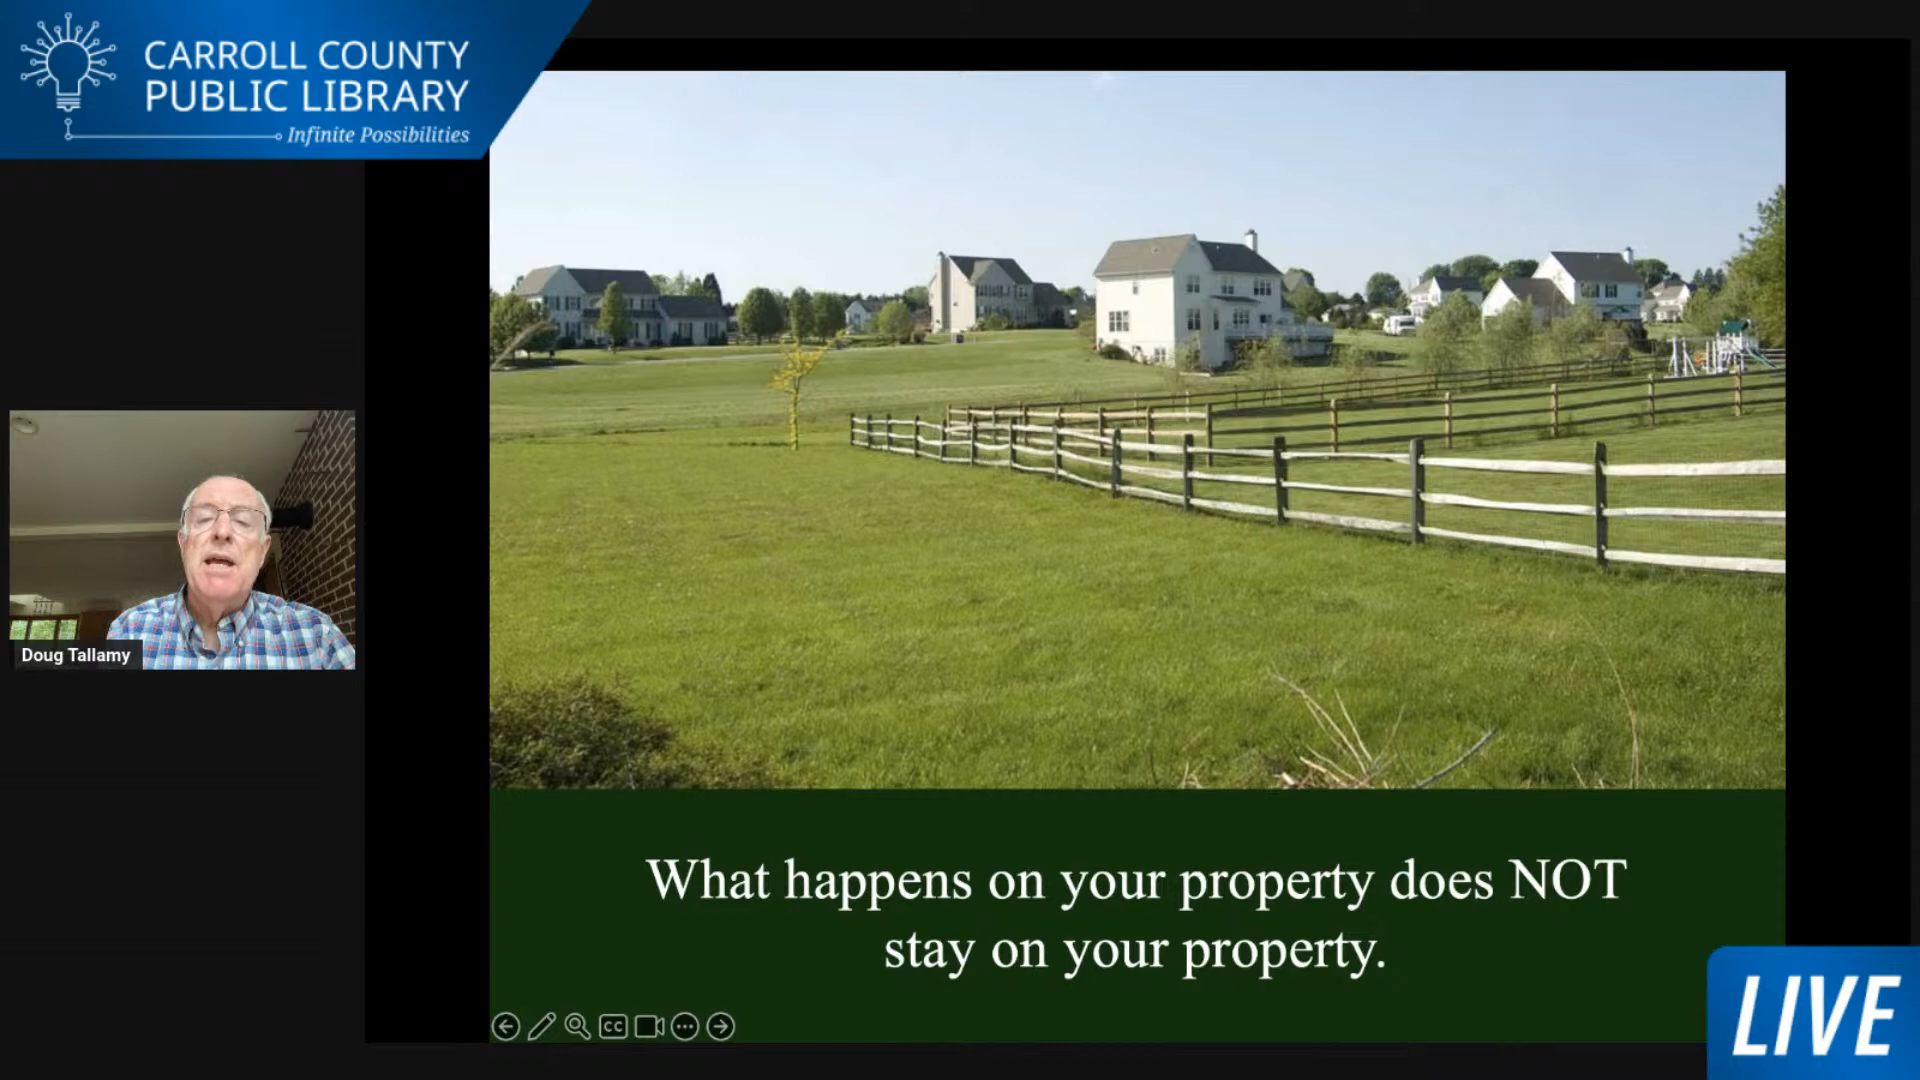 CARROLL COUNTY
PUBLIC LIBRARY
Infinite Possibilities
Doug Tallamy
What happens on your property does NOT
stay on your property.
CC
LIVE